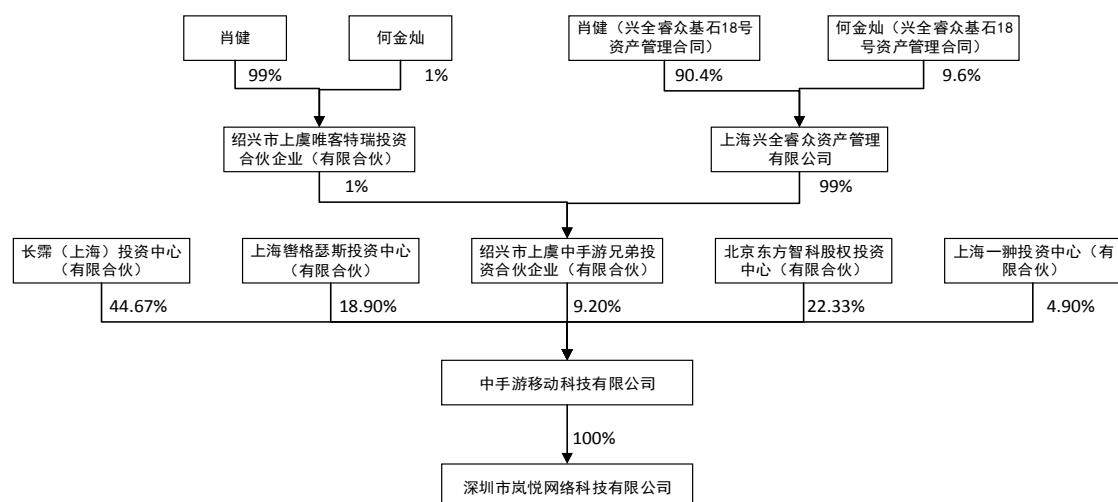 肖健
何金灿
肖健（兴全睿众基石18
号资产管理合同）
何金灿（兴全睿众基石18
号资产管理合同）
99%
1%
90.4%
9.6%
绍兴市上虞唯客特瑞投资
合伙企业（有限合伙）
上海兴全睿众资产管理
有限公司
1%
99%
长霈（上海）投资中心
（有限合伙）
上海辔格瑟斯投资中心
（有限合伙）
绍兴市上虞中手游兄弟投
资合伙企业（有限合伙）
北京东方智科股权投资
中心（有限合伙）
上海一翀投资中心（有
限合伙）
44.67%
18.90%
9.20%
22.33%
4.90%
中手游移动科技有限公司
100%
深圳市岚悦网络科技有限公司